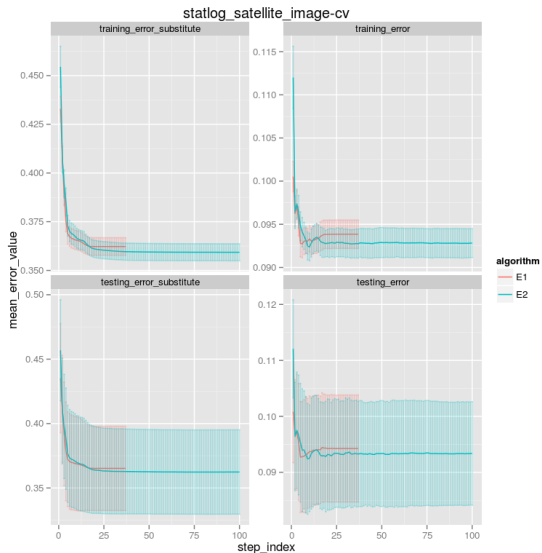 statlog_satellite_image-cv
training_error_substitute
training_error
0.450
0.425
0.400
0.375
0.350
0.115
0.110
0.105
0.100
0.095
0.090
mean_error_value
testing_error_substitute
testing_error
0.50
0.45
0.40
0.35
0.12
0.11
0.10
0.09
0 25 50 75 100
0 25 50 75 100
step_index
algorithm
E1
E2